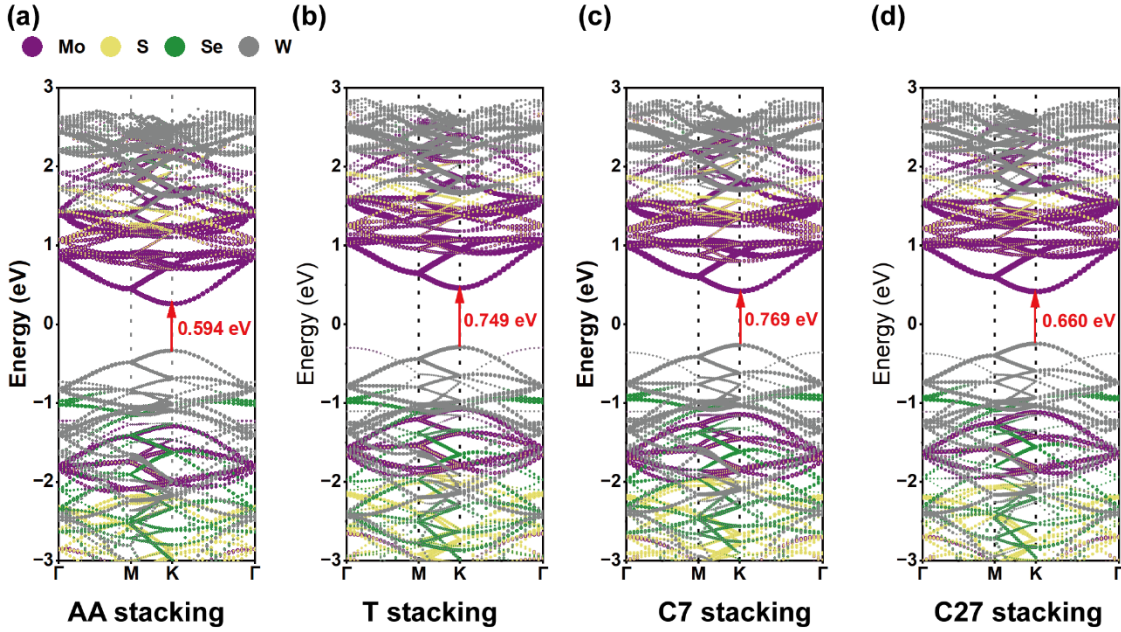 (a) (b) (c) (d)
Mo S Se W
3 3 3 3
2 2 2 2
1 1 1 1
0 0 0 0
−1 −1 −1 −1
−2 −2 −2 −2
−3 −3 −3 −3
Energy (eV) Energy (eV) Energy (eV) Energy (eV)
0.594 eV 0.749 eV 0.769 eV 0.660 eV
Γ M K Γ Γ M K Γ Γ M K Γ Γ M K Γ
AA stacking T stacking C7 stacking C27 stacking